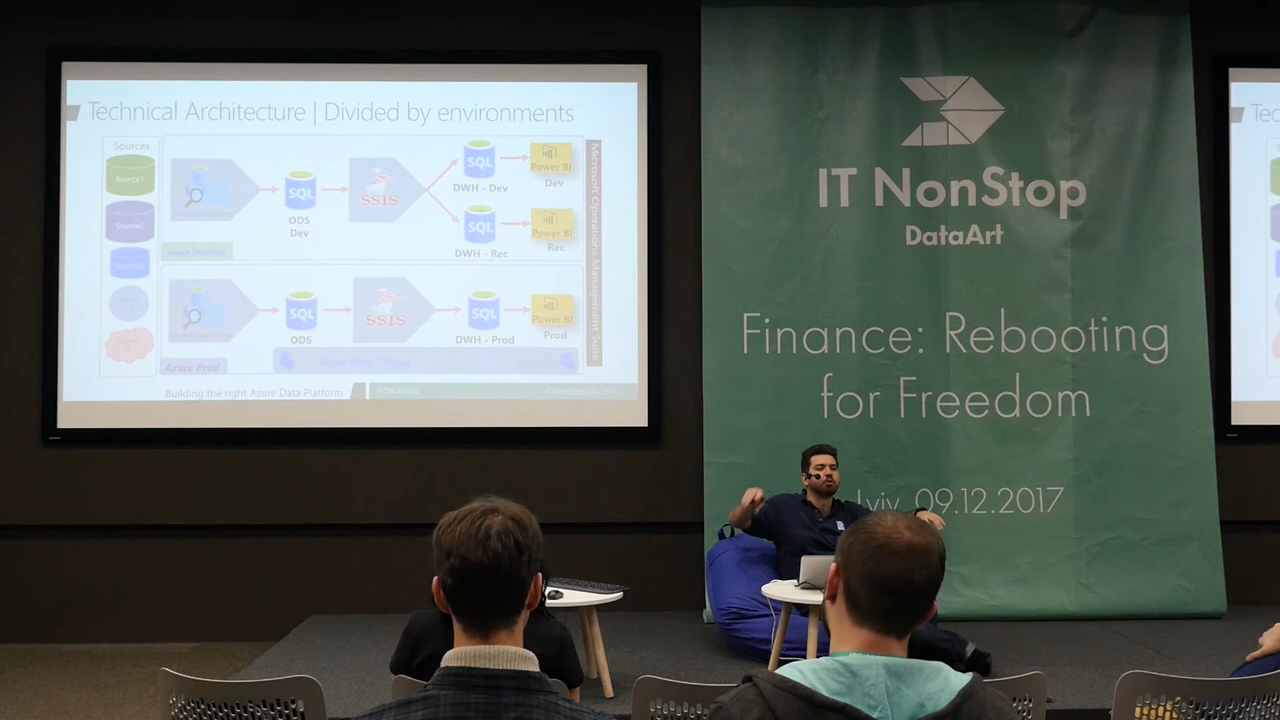 Technical Architecture | Divided by environments
Sources
Source1
Source2
SQL
ODS
Dev
SSIS
SQL
DWH - Dev
Power BI
Dev
SQL
DWH - Rec
Power BI
Rec
Microsoft Operations Management Suite
SQL
ODS
SSIS
SQL
DWH - Prod
Power BI
Prod
Azure Prod
Building the right Azure Data Platform
IT NonStop
DataArt
Finance: Rebooting
for Freedom
Lviv, 09.12.2017
Tec